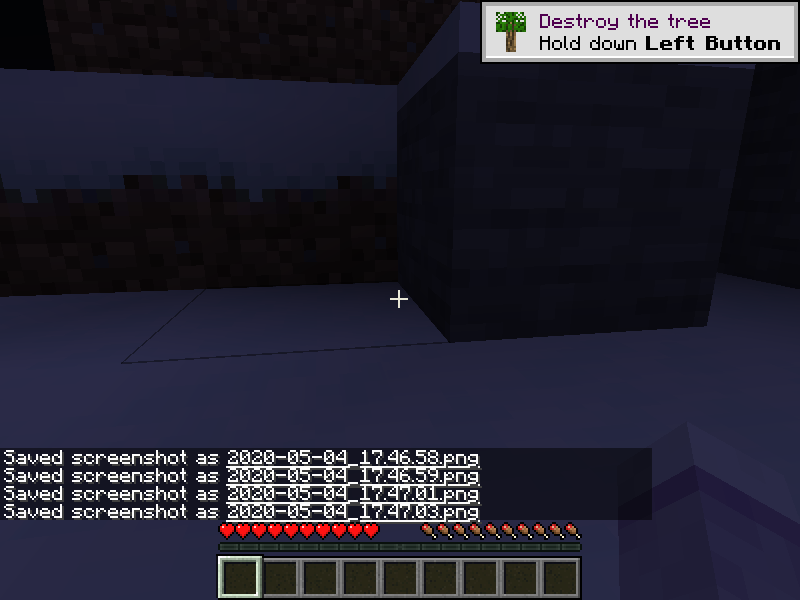 Destroy the tree
Hold down Left Button
Saved screenshot as 2020-05-04_17.46.58.png
Saved screenshot as 2020-05-04_17.46.59.png
Saved screenshot as 2020-05-04_17.47.01.png
Saved screenshot as 2020-05-04_17.47.03.png